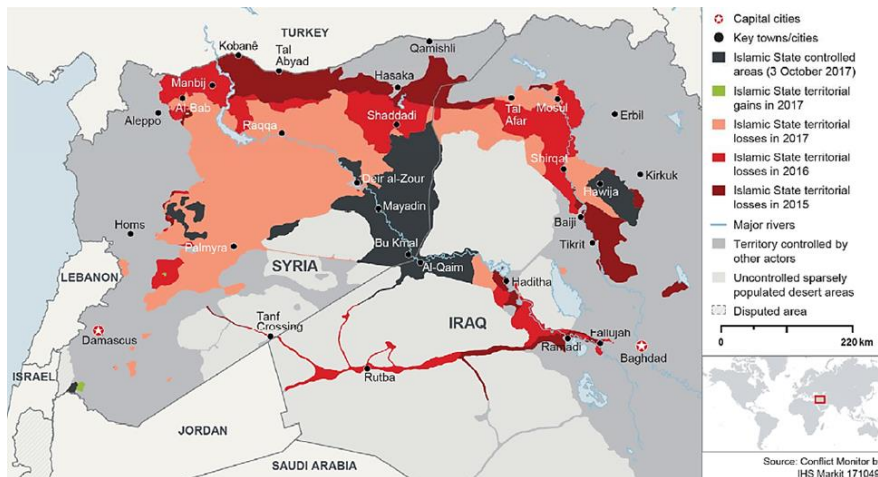 TURKEY
Kobanê
Tal
Abyad
Qamishli
Manbij
Hasaka
Al-Bab
Aleppo
Raqqa
Shaddadi
Tal
Afar
Mosul
Erbil
Shirqat
Kirkuk
Deir al-Zour
Hawija
Mayadin
Baiji
Homs
Palmyra
Bu Kmal
Tikrit
LEBANON
SYRIA
Al-Qaim
Haditha
Damascus
Tanf
Crossing
IRAQ
Fallujah
Ramadi
Baghdad
ISRAEL
Rutba
JORDAN
SAUDI ARABIA
Capital cities
Key towns/cities
Islamic State controlled
areas (3 October 2017)
Islamic State territorial
gains in 2017
Islamic State territorial
losses in 2017
Islamic State territorial
losses in 2016
Islamic State territorial
losses in 2015
Major rivers
Territory controlled by
other actors
Uncontrolled sparsely
populated desert areas
Disputed area
0
220 km
Source: Conflict Monitor b
IHS Markit 171049